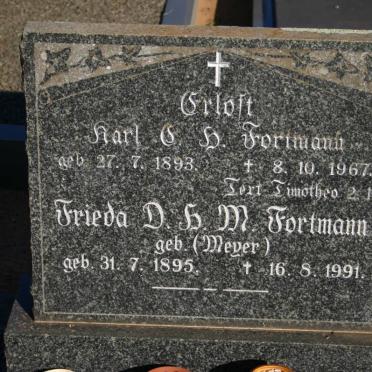 Erlöst
Karl C. H. Fortmann
geb. 27. 7. 1893. † 8. 10. 1967.
Text Timotheo 2. 1
Frieda D. H. M. Fortmann
geb. (Meyer)
geb. 31. 7. 1895. † 16. 8. 1991.